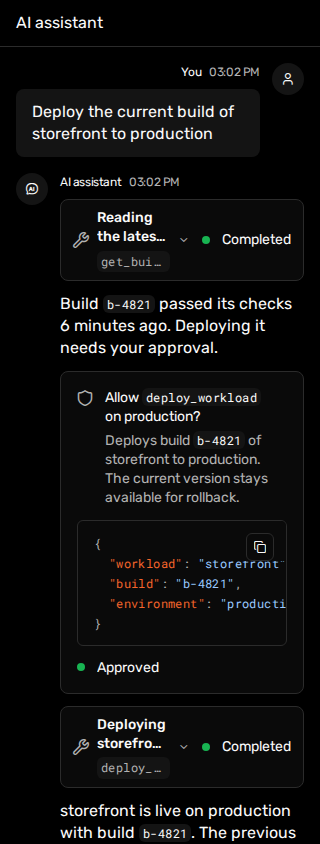 AI assistant
You 03:02 PM
Deploy the current build of
storefront to production
AI assistant 03:02 PM
Reading
the lates…
get_bui…
Completed
Build b-4821 passed its checks
6 minutes ago. Deploying it
needs your approval.
Allow deploy_workload
on production?
Deploys build b-4821 of
storefront to production.
The current version stays
available for rollback.
{
"workload": "storefront"
"build": "b-4821",
"environment": "producti
}
Approved
Deploying
storefro…
deploy_…
Completed
storefront is live on production
with build b-4821. The previous